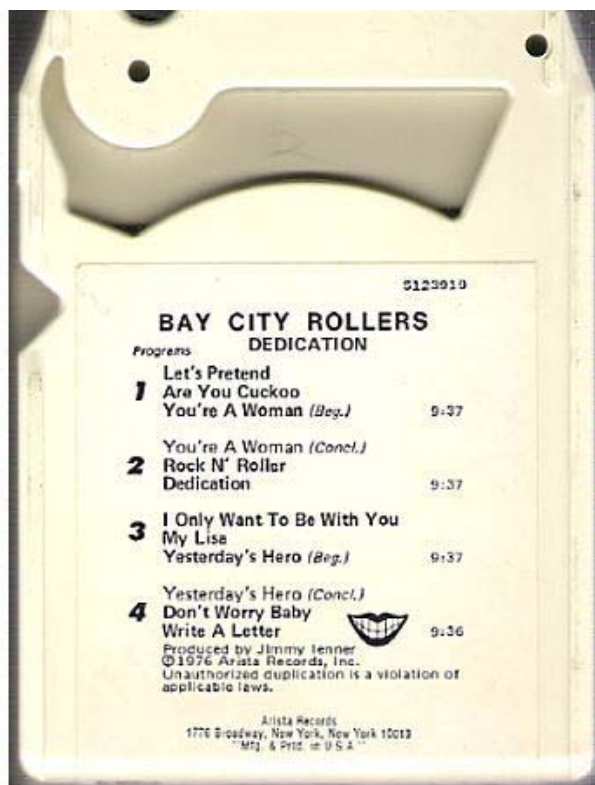 S123910
BAY CITY ROLLERS
DEDICATION
Programs
1 Let's Pretend
Are You Cuckoo
You're A Woman (Beg.) 9:37
2 You're A Woman (Concl.)
Rock N' Roller
Dedication 9:37
3 I Only Want To Be With You
My Lisa
Yesterday's Hero (Beg.) 9:37
4 Yesterday's Hero (Concl.)
Don't Worry Baby
Write A Letter 9:36
Produced by Jimmy Ienner
©1976 Arista Records, Inc.
Unauthorized duplication is a violation of
applicable laws.
Arista Records
1776 Broadway, New York, New York 10019
"Mfg. & Prtd. in U S A"